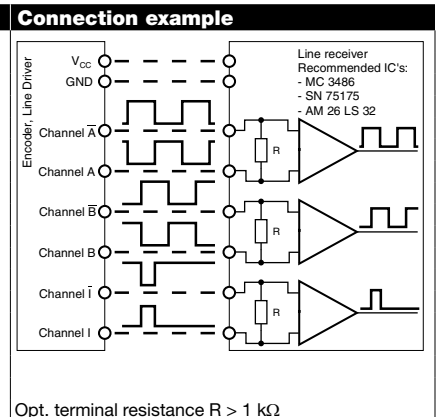 Connection example
Encoder, Line Driver
V_CC
GND
Channel A̅
Channel A
Channel B̅
Channel B
Channel I̅
Channel I
Line receiver
Recommended IC's:
- MC 3486
- SN 75175
- AM 26 LS 32
R
R
R
Opt. terminal resistance R > 1 kΩ